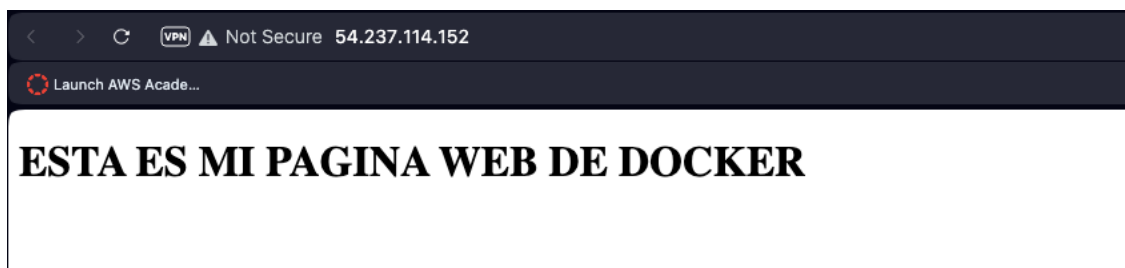 VPN Not Secure 54.237.114.152
Launch AWS Acade...
ESTA ES MI PAGINA WEB DE DOCKER